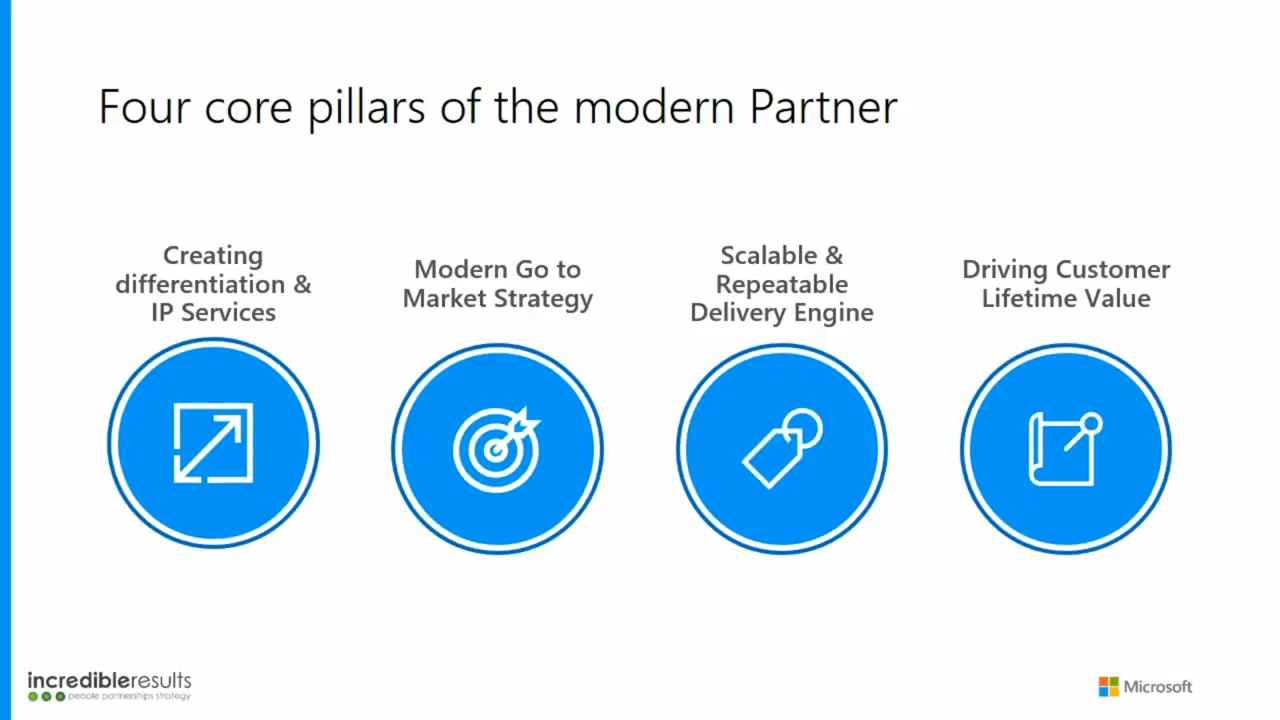 Four core pillars of the modern Partner
Creating
differentiation &
IP Services
Modern Go to
Market Strategy
Scalable &
Repeatable
Delivery Engine
Driving Customer
Lifetime Value
incredibleresults
people partnerships strategy
Microsoft